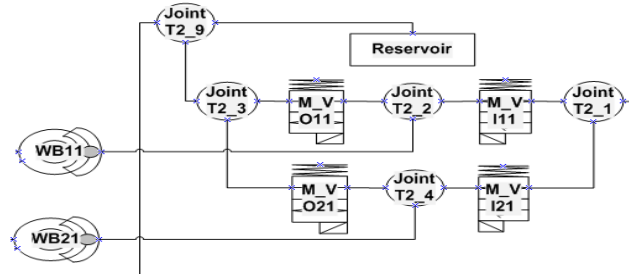 Joint
T2_9
Reservoir
Joint
T2_3
M_V
O11
Joint
T2_2
M_V
I11
Joint
T2_1
WB11
M_V
O21
Joint
T2_4
M_V
I21
WB21